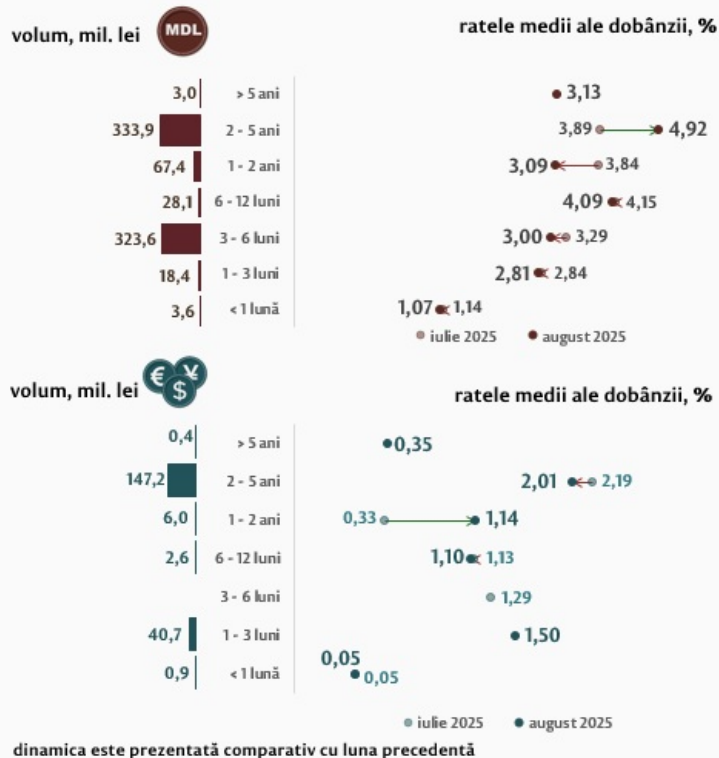 volum, mil. lei MDL ratele medii ale dobânzii, %
3,0 > 5 ani 3,13
333,9 2 - 5 ani 3,89 4,92
67,4 1 - 2 ani 3,09 3,84
28,1 6 - 12 luni 4,09 4,15
323,6 3 - 6 luni 3,00 3,29
18,4 1 - 3 luni 2,81 2,84
3,6 < 1 lună 1,07 1,14
iulie 2025 august 2025
volum, mil. lei € ¥ $ ratele medii ale dobânzii, %
0,4 > 5 ani 0,35
147,2 2 - 5 ani 2,01 2,19
6,0 1 - 2 ani 0,33 1,14
2,6 6 - 12 luni 1,10 1,13
3 - 6 luni 1,29
40,7 1 - 3 luni 1,50
0,9 < 1 lună 0,05 0,05
iulie 2025 august 2025
dinamica este prezentată comparativ cu luna precedentă